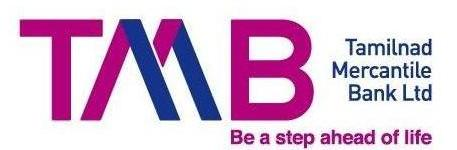 TMB
Tamilnad
Mercantile
Bank Ltd
Be a step ahead of life